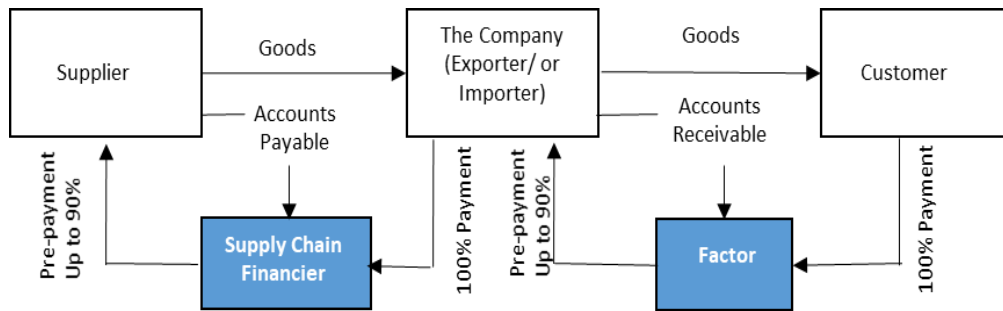 Supplier
Goods
The Company
(Exporter/ or
Importer)
Goods
Customer
Accounts
Payable
Accounts
Receivable
Pre-payment
Up to 90%
Supply Chain
Financier
100% Payment
Pre-payment
Up to 90%
Factor
100% Payment